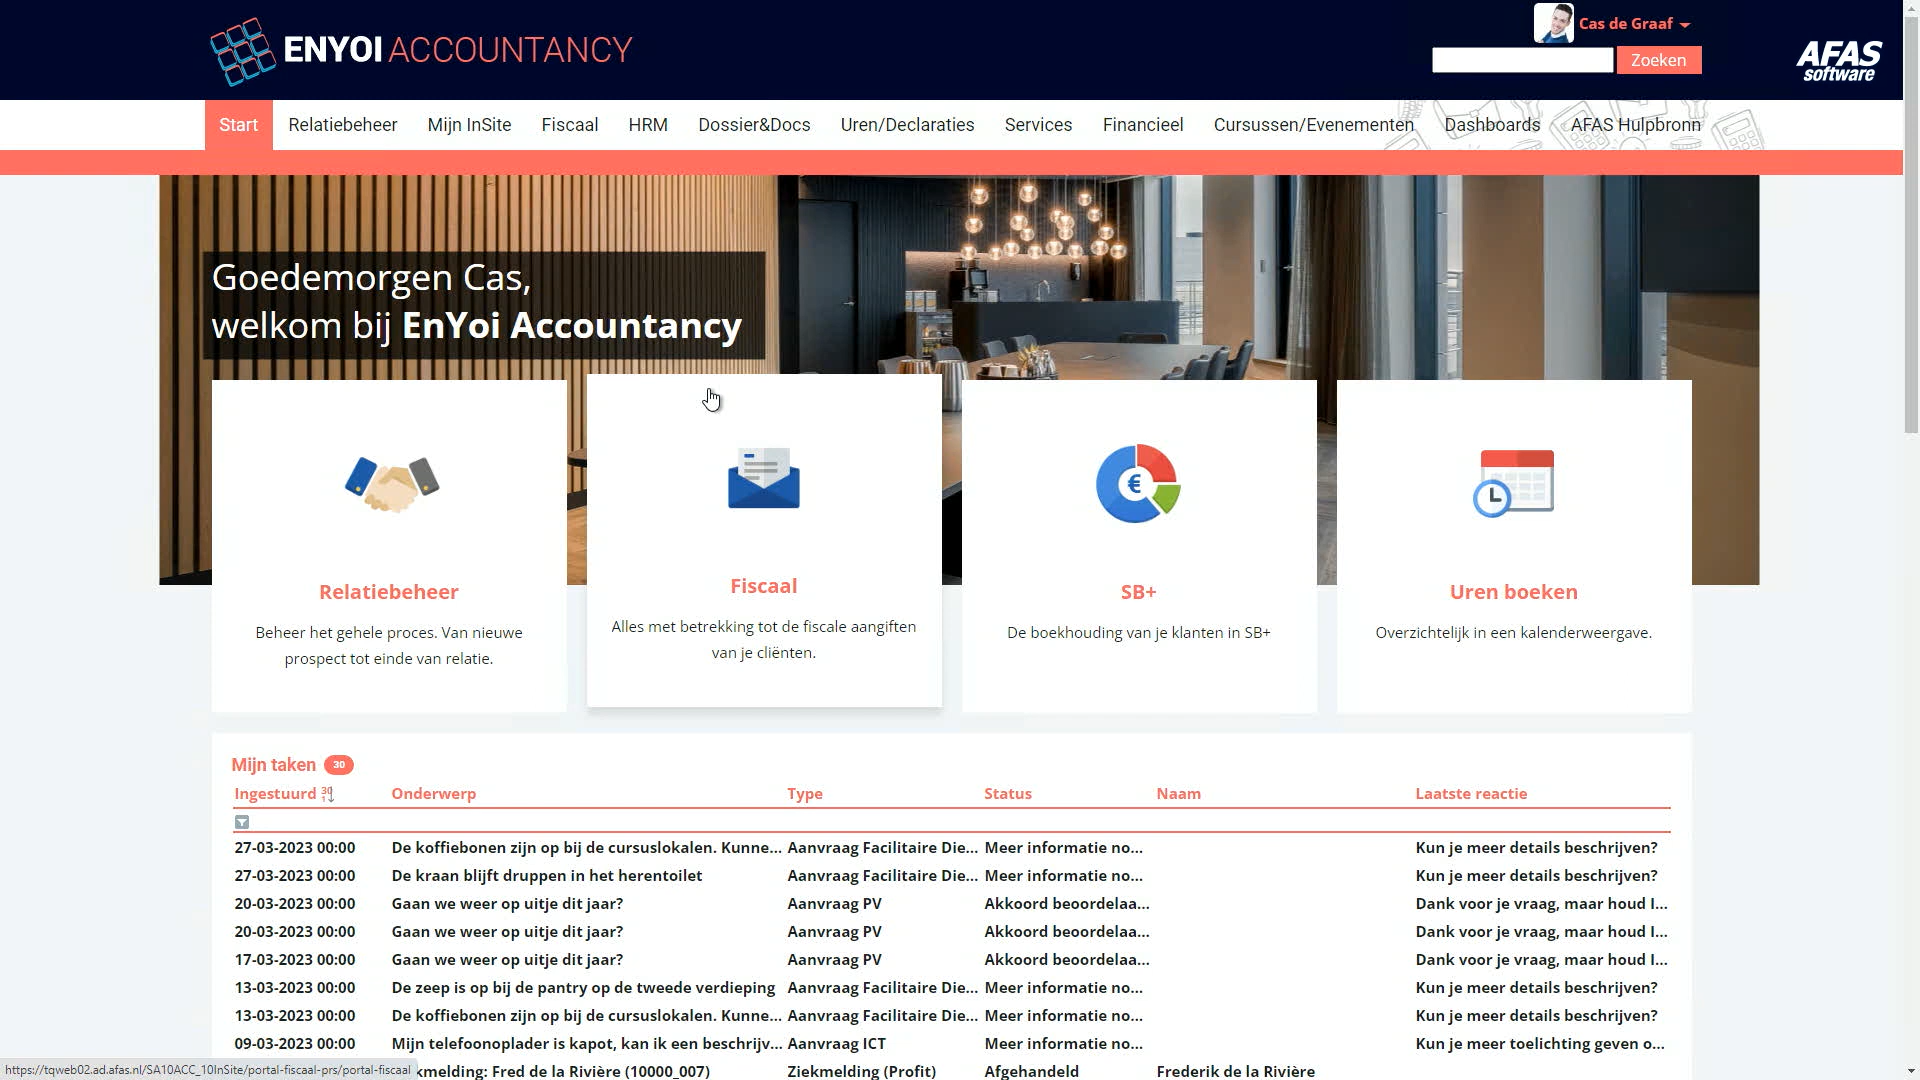 ENYOI ACCOUNTANCY
Cas de Graaf
Zoeken
AFAS
software
Start Relatiebeheer Mijn InSite Fiscaal HRM Dossier&Docs Uren/Declaraties Services Financieel Cursussen/Evenementen Dashboards AFAS Hulpbronn
Goedemorgen Cas,
welkom bij EnYoi Accountancy
€
Relatiebeheer
Beheer het gehele proces. Van nieuwe
prospect tot einde van relatie.
Fiscaal
Alles met betrekking tot de fiscale aangiften
van je cliënten.
SB+
De boekhouding van je klanten in SB+
Uren boeken
Overzichtelijk in een kalenderweergave.
Mijn taken 30
Ingestuurd Onderwerp Type Status Naam Laatste reactie
27-03-2023 00:00 De koffiebonen zijn op bij de cursuslokalen. Kunne... Aanvraag Facilitaire Die... Meer informatie no... Kun je meer details beschrijven?
27-03-2023 00:00 De kraan blijft druppen in het herentoilet Aanvraag Facilitaire Die... Meer informatie no... Kun je meer details beschrijven?
20-03-2023 00:00 Gaan we weer op uitje dit jaar? Aanvraag PV Akkoord beoordelaa... Dank voor je vraag, maar houd I...
20-03-2023 00:00 Gaan we weer op uitje dit jaar? Aanvraag PV Akkoord beoordelaa... Dank voor je vraag, maar houd I...
17-03-2023 00:00 Gaan we weer op uitje dit jaar? Aanvraag PV Akkoord beoordelaa... Dank voor je vraag, maar houd I...
13-03-2023 00:00 De zeep is op bij de pantry op de tweede verdieping Aanvraag Facilitaire Die... Meer informatie no... Kun je meer details beschrijven?
13-03-2023 00:00 De koffiebonen zijn op bij de cursuslokalen. Kunne... Aanvraag Facilitaire Die... Meer informatie no... Kun je meer details beschrijven?
09-03-2023 00:00 Mijn telefoonoplader is kapot, kan ik een beschrijv... Aanvraag ICT Meer informatie no... Kun je meer toelichting geven o...
kmelding: Fred de la Rivière (10000_007) Ziekmelding (Profit) Afgehandeld Frederik de la Rivière
https://tqweb02.ad.afas.nl/SA10ACC_10InSite/portal-fiscaal-prs/portal-fiscaal